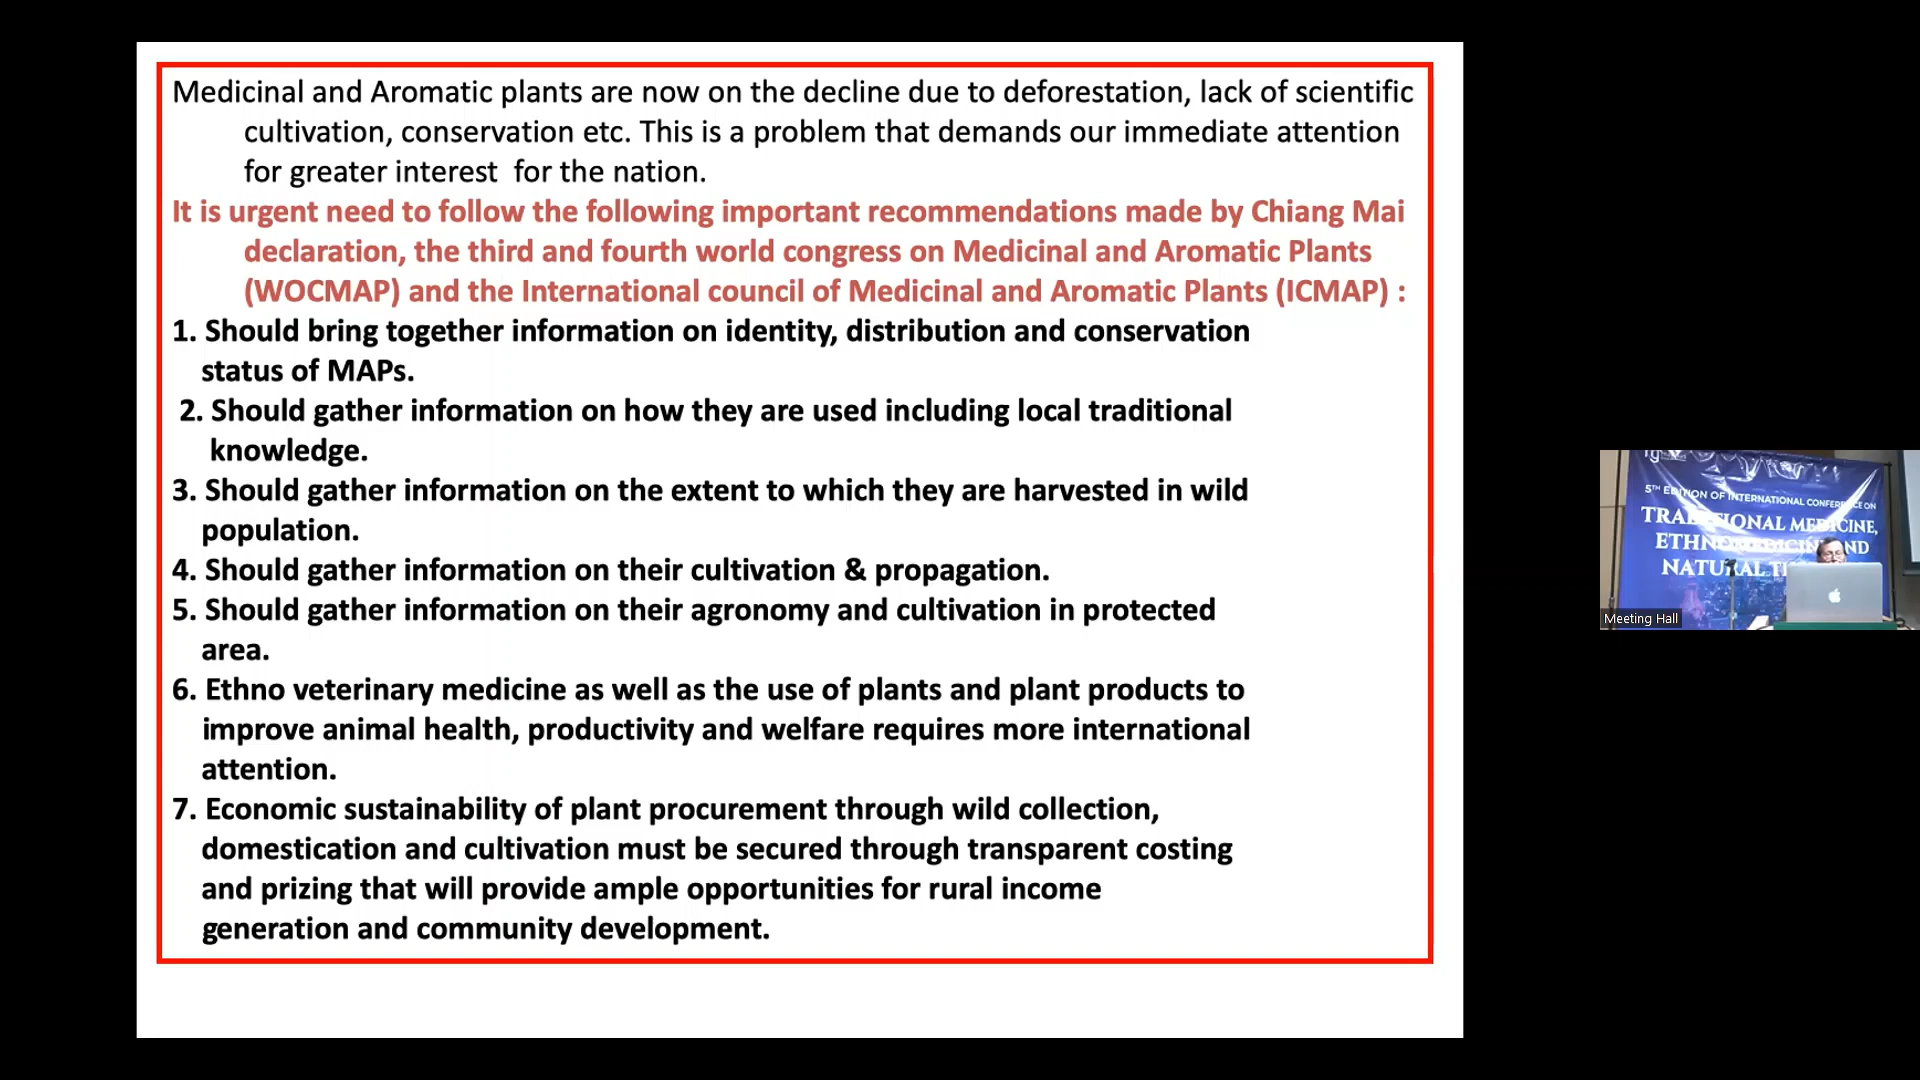 Medicinal and Aromatic plants are now on the decline due to deforestation, lack of scientific
cultivation, conservation etc. This is a problem that demands our immediate attention
for greater interest  for the nation.
It is urgent need to follow the following important recommendations made by Chiang Mai
declaration, the third and fourth world congress on Medicinal and Aromatic Plants
(WOCMAP) and the International council of Medicinal and Aromatic Plants (ICMAP) :
1. Should bring together information on identity, distribution and conservation
status of MAPs.
2. Should gather information on how they are used including local traditional
knowledge.
3. Should gather information on the extent to which they are harvested in wild
population.
4. Should gather information on their cultivation & propagation.
5. Should gather information on their agronomy and cultivation in protected
area.
6. Ethno veterinary medicine as well as the use of plants and plant products to
improve animal health, productivity and welfare requires more international
attention.
7. Economic sustainability of plant procurement through wild collection,
domestication and cultivation must be secured through transparent costing
and prizing that will provide ample opportunities for rural income
generation and community development.
5TH EDITION OF INTERNATIONAL CONFERENCE ON
TRADITIONAL MEDICINE,
ETHNOMEDICINE AND
NATURAL
Meeting Hall